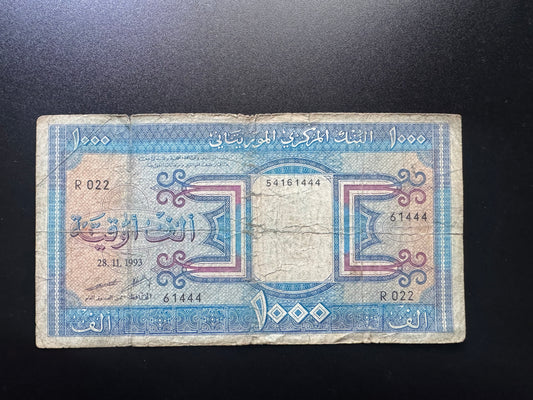 ١٠٠٠ البنك المركزي الموريتاني ١٠٠٠
R 022
54161444
61444
ألف أوقية
28.11.1993
61444
R 022
ألف ١٠٠٠ ألف